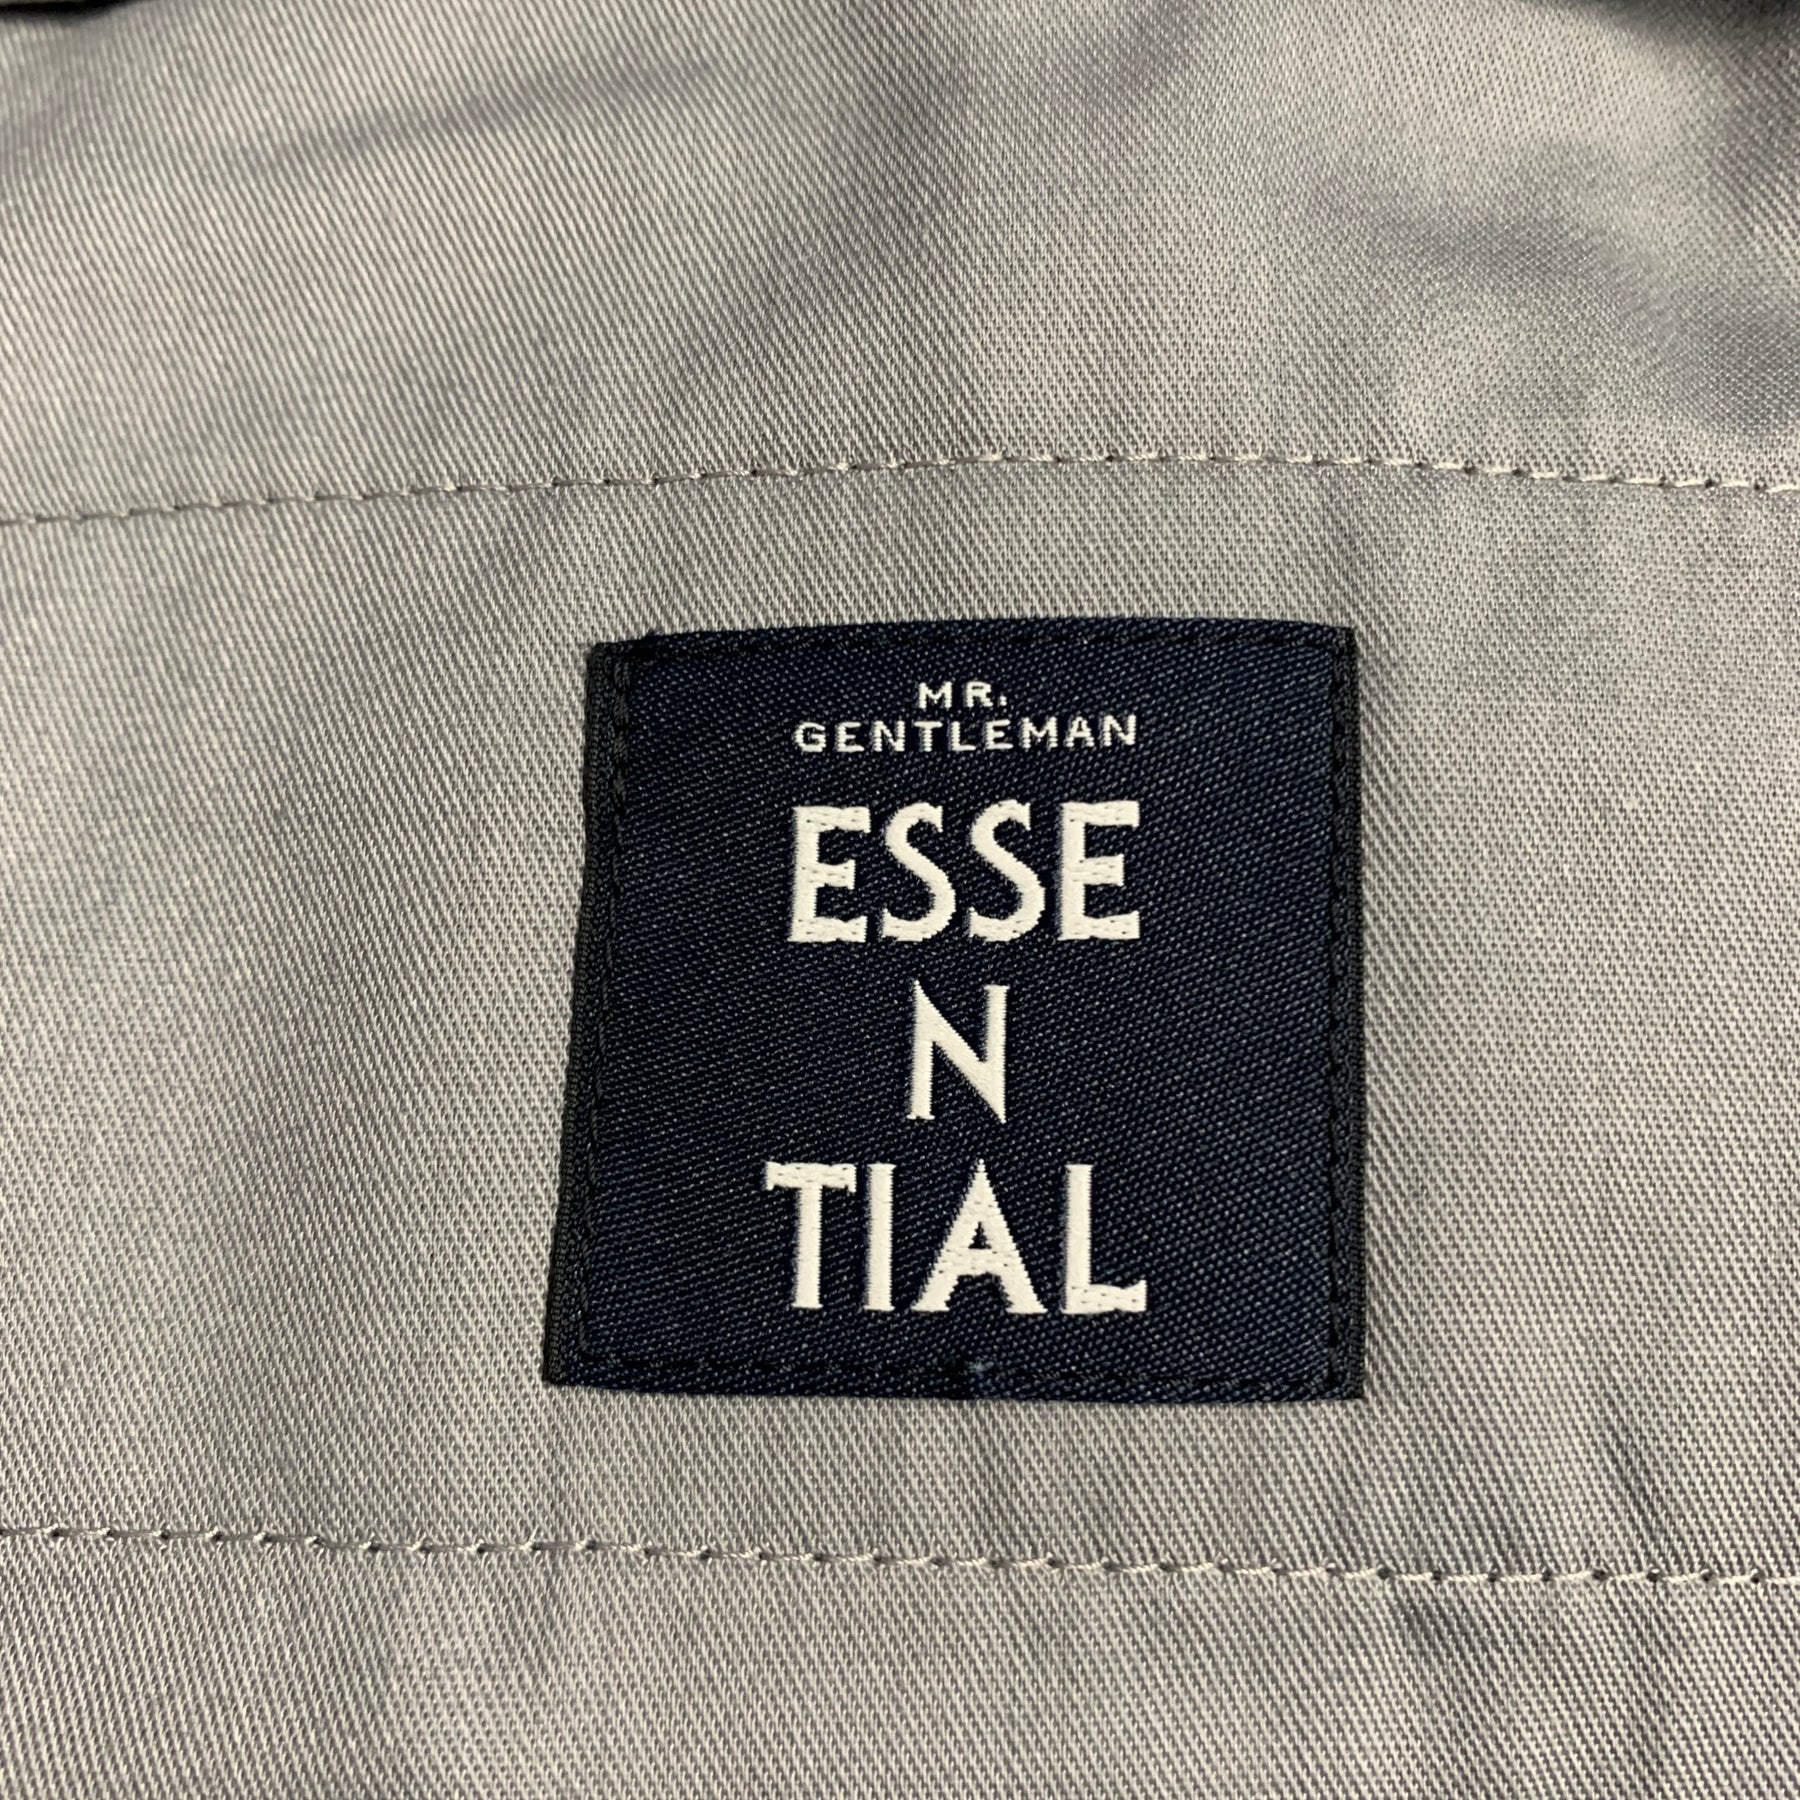 MR.
GENTLEMAN
ESSE
N
TIAL